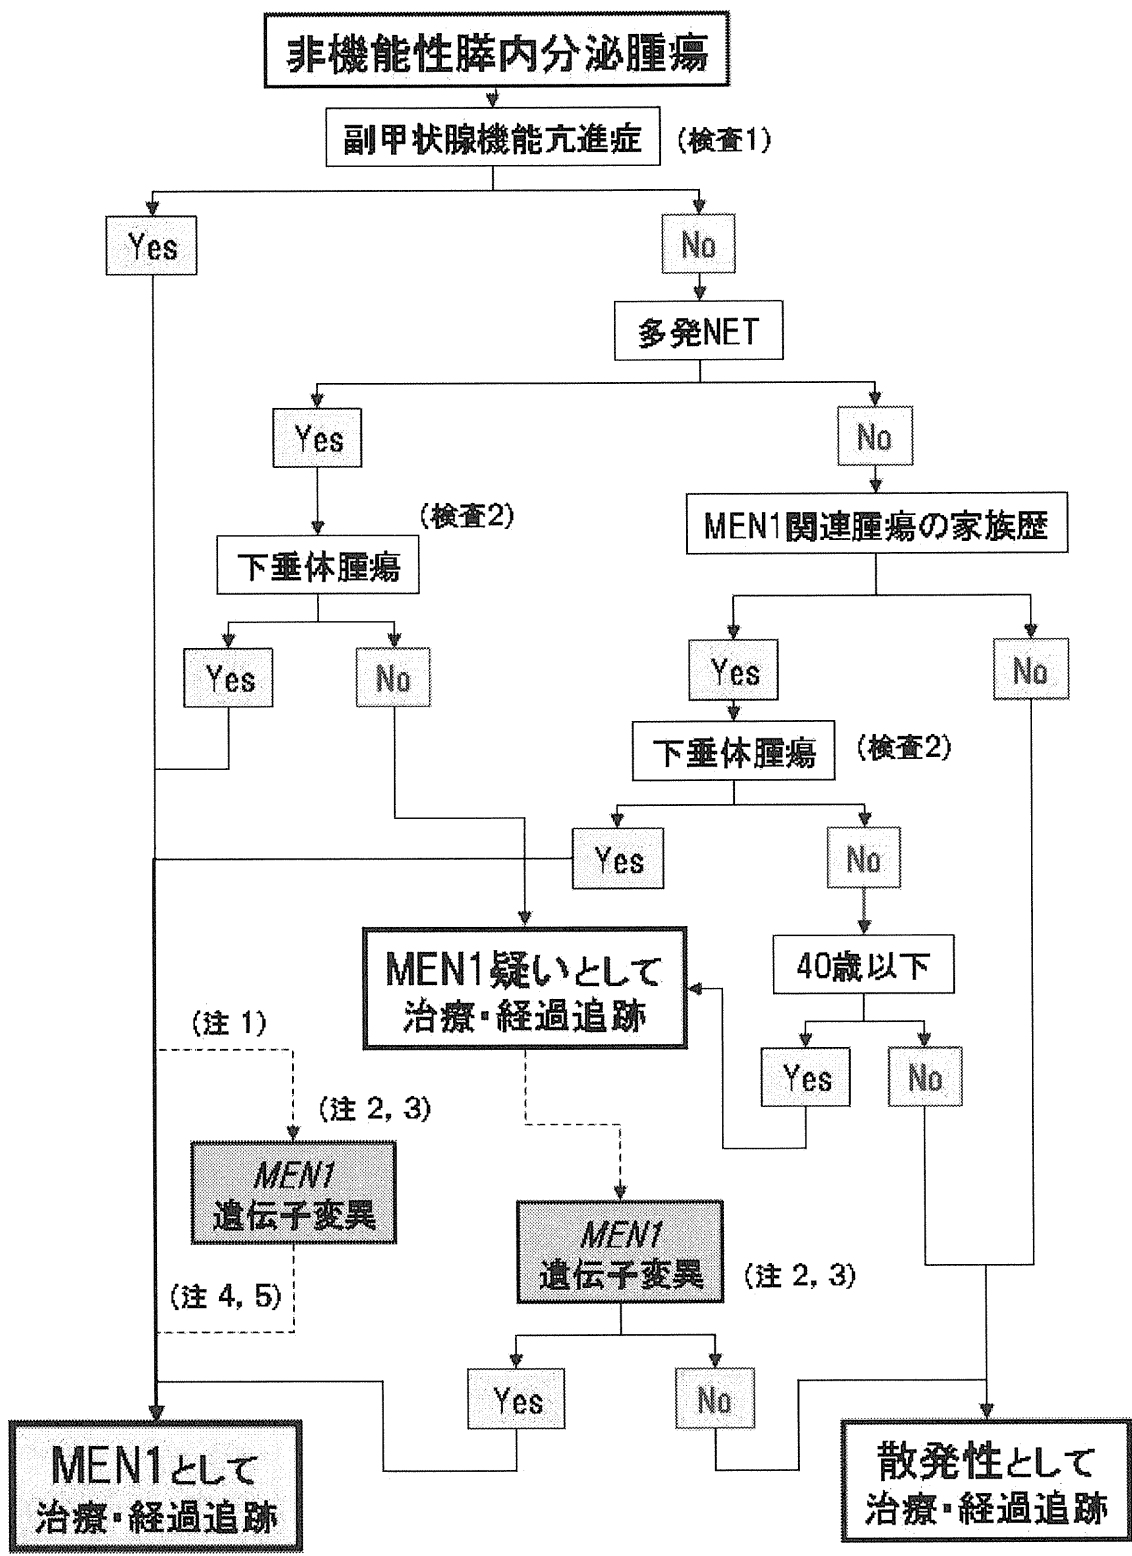 非機能性膵内分泌腫瘍
副甲状腺機能亢進症 (検査1)
Yes
No
多発NET
Yes
No
(検査2)
下垂体腫瘍
MEN1関連腫瘍の家族歴
Yes
No
Yes
No
下垂体腫瘍 (検査2)
Yes
No
MEN1疑いとして
治療・経過追跡
40歳以下
Yes
No
(注 1)
(注 2, 3)
MEN1
遺伝子変異
MEN1
遺伝子変異 (注 2, 3)
(注 4, 5)
Yes
No
MEN1として
治療・経過追跡
散発性として
治療・経過追跡